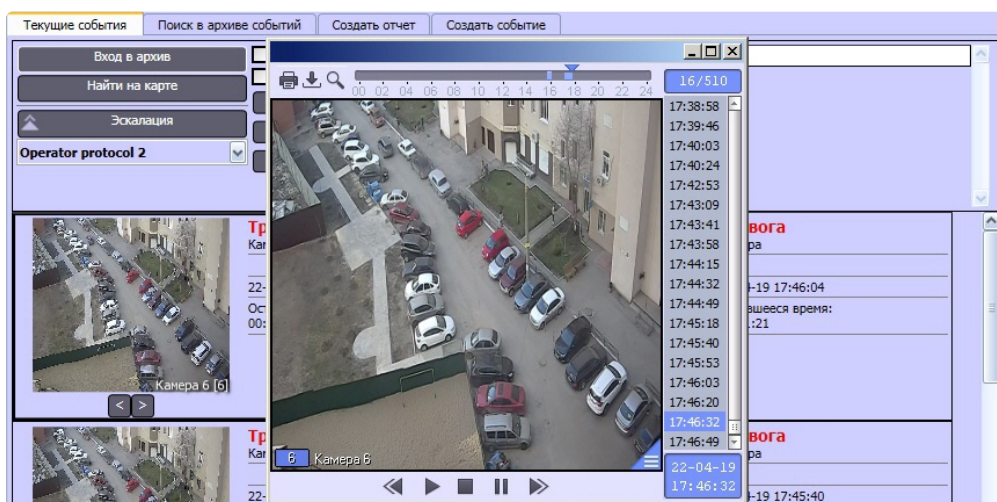 Текущие события
Поиск в архиве событий
Создать отчет
Создать событие
Вход в архив
Найти на карте
Эскалация
Operator protocol 2
00 02 04 06 08 10 12 14 16 18 20 22 24
16/510
17:38:58
17:39:46
17:40:03
17:40:24
17:42:53
17:43:09
17:43:41
17:43:58
17:44:15
17:44:32
17:44:49
17:45:18
17:45:40
17:45:53
17:46:03
17:46:20
17:46:32
17:46:49
22-04-19
17:46:32
6 Камера 6
Камера 6 [6]
< >
Тр
Кам
22-
Ост
00:
вога
ра
-19 17:46:04
вшееся время:
:21
Тр
Кам
22-
вога
ра
-19 17:45:40